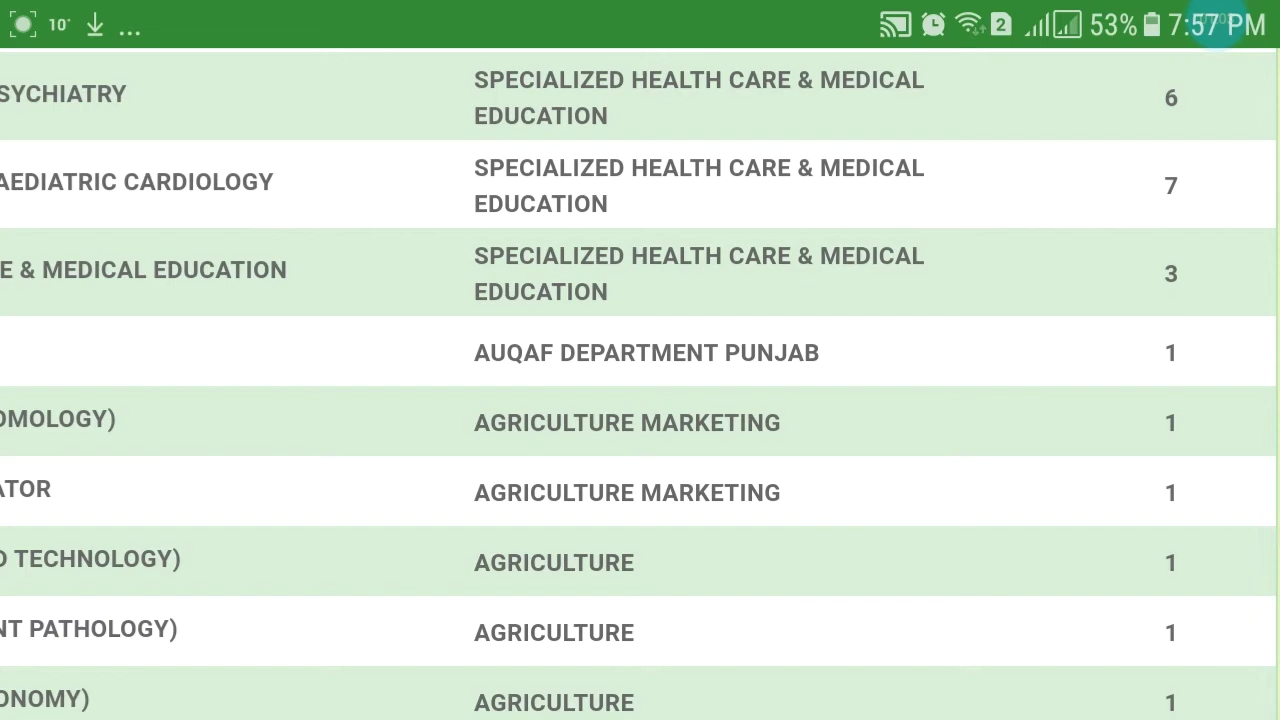 10° ... 2 53% 7:57 PM
SYCHIATRY SPECIALIZED HEALTH CARE & MEDICAL EDUCATION 6
AEDIATRIC CARDIOLOGY SPECIALIZED HEALTH CARE & MEDICAL EDUCATION 7
E & MEDICAL EDUCATION SPECIALIZED HEALTH CARE & MEDICAL EDUCATION 3
AUQAF DEPARTMENT PUNJAB 1
OMOLOGY) AGRICULTURE MARKETING 1
ATOR AGRICULTURE MARKETING 1
D TECHNOLOGY) AGRICULTURE 1
NT PATHOLOGY) AGRICULTURE 1
ONOMY) AGRICULTURE 1